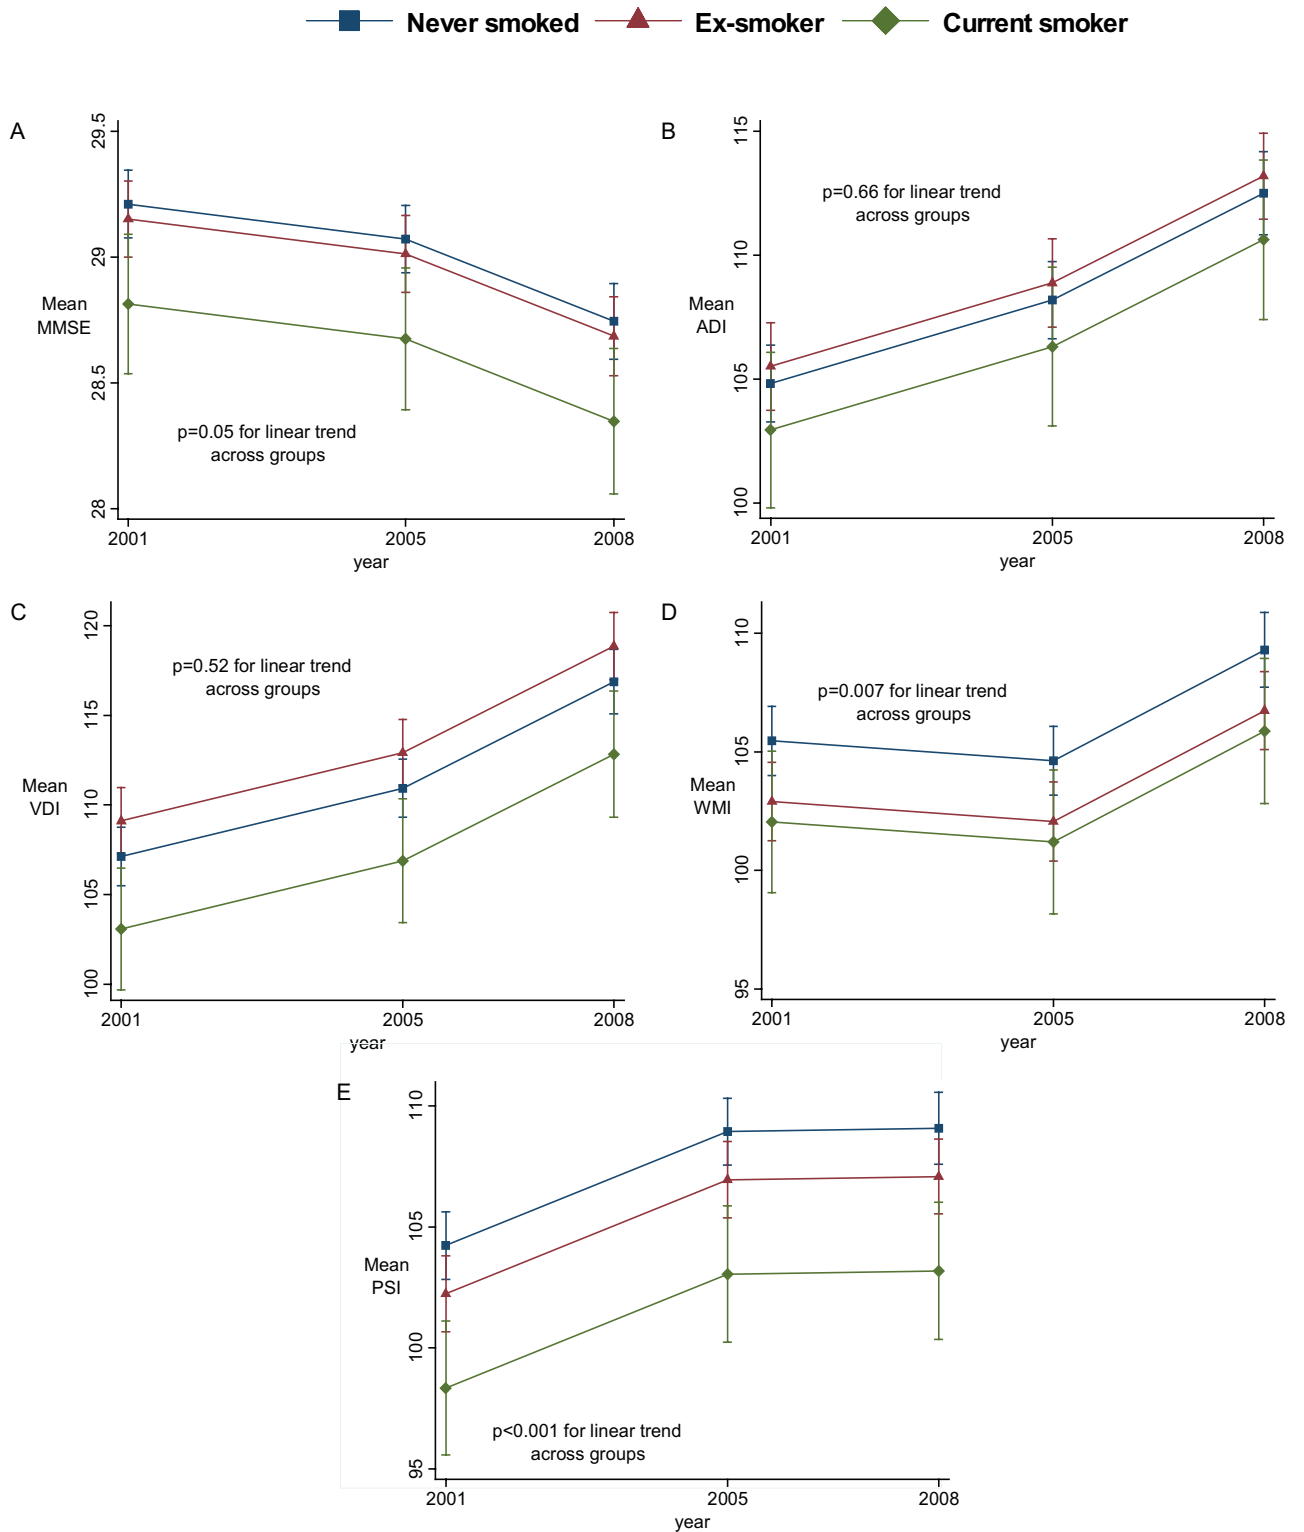 Never smoked Ex-smoker Current smoker
A
29.5
29
28.5
28
Mean
MMSE
p=0.05 for linear trend
across groups
2001 2005 2008
year
B
115
110
105
100
Mean
ADI
p=0.66 for linear trend
across groups
2001 2005 2008
year
C
120
115
110
105
100
Mean
VDI
p=0.52 for linear trend
across groups
2001 2005 2008
year
D
110
105
100
95
Mean
WMI
p=0.007 for linear trend
across groups
2001 2005 2008
year
E
110
105
100
95
Mean
PSI
p<0.001 for linear trend
across groups
2001 2005 2008
year